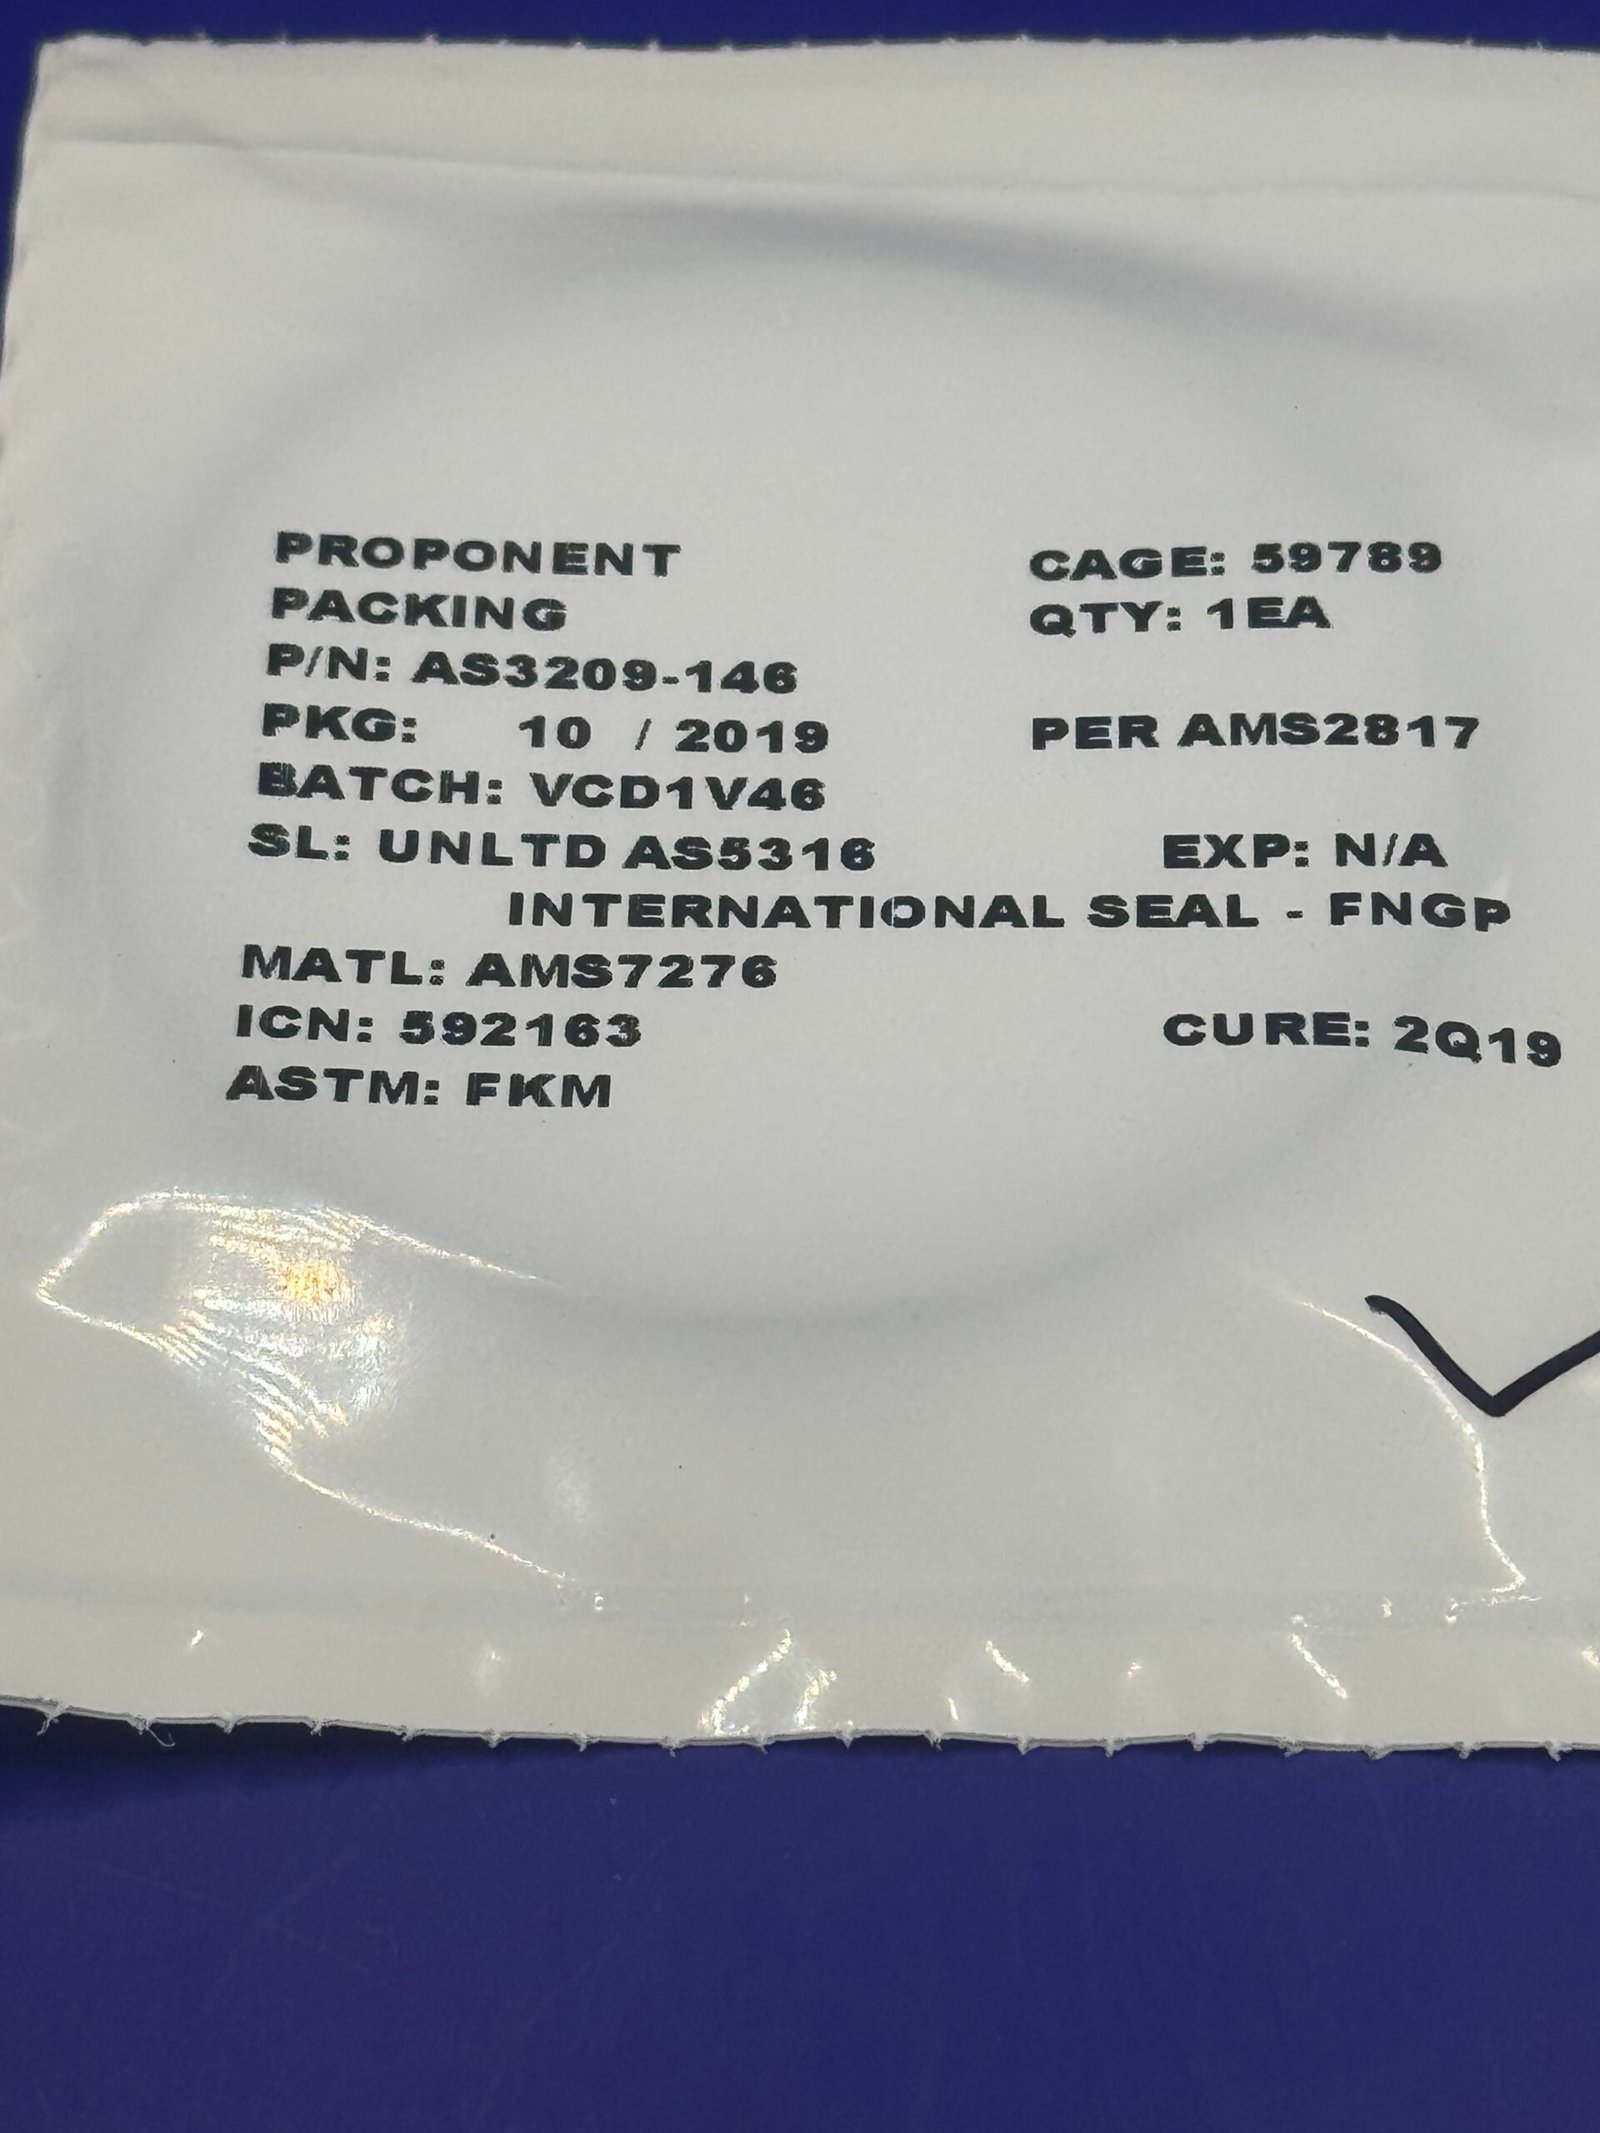 PROPONENT CAGE: 59789
PACKING QTY: 1EA
P/N: AS3209-146
PKG: 10 / 2019 PER AMS2817
BATCH: VCD1V46
SL: UNLTD AS5316 EXP: N/A
INTERNATIONAL SEAL - FNGP
MATL: AMS7276
ICN: 592163 CURE: 2Q19
ASTM: FKM